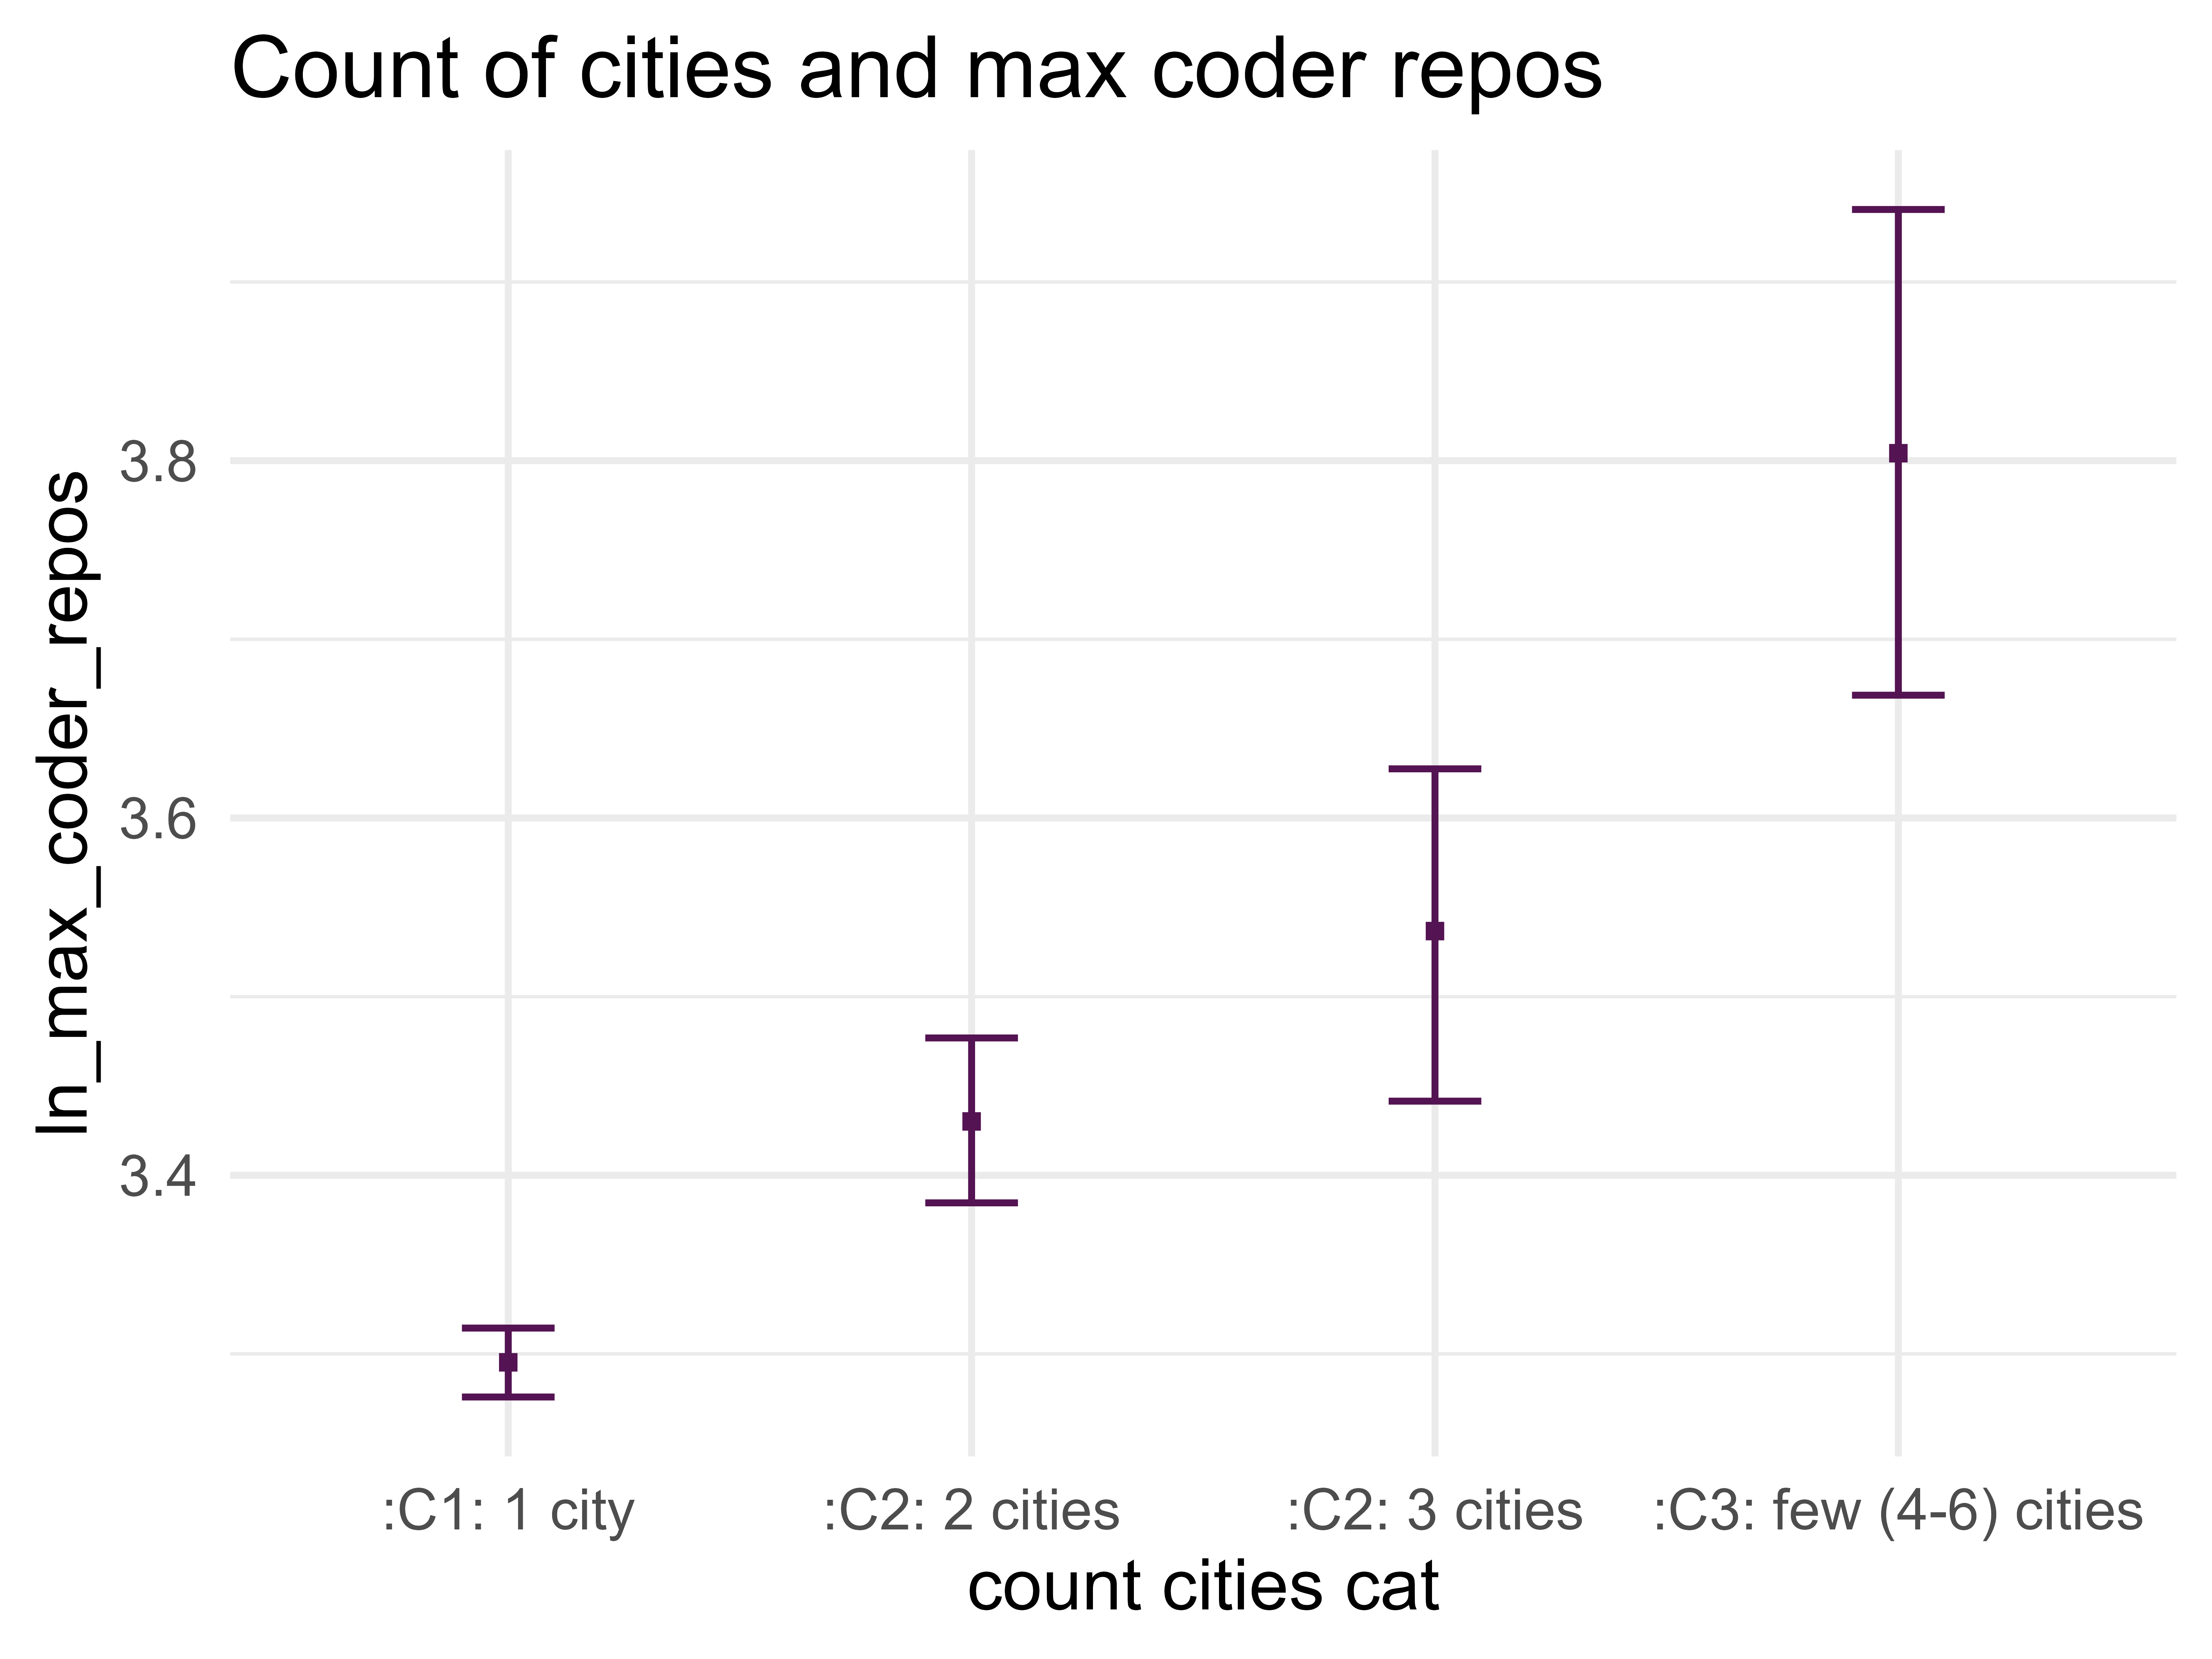 Count of cities and max coder repos
ln_max_coder_repos
3.8
3.6
3.4
:C1: 1 city
:C2: 2 cities
:C2: 3 cities
:C3: few (4-6) cities
count cities cat